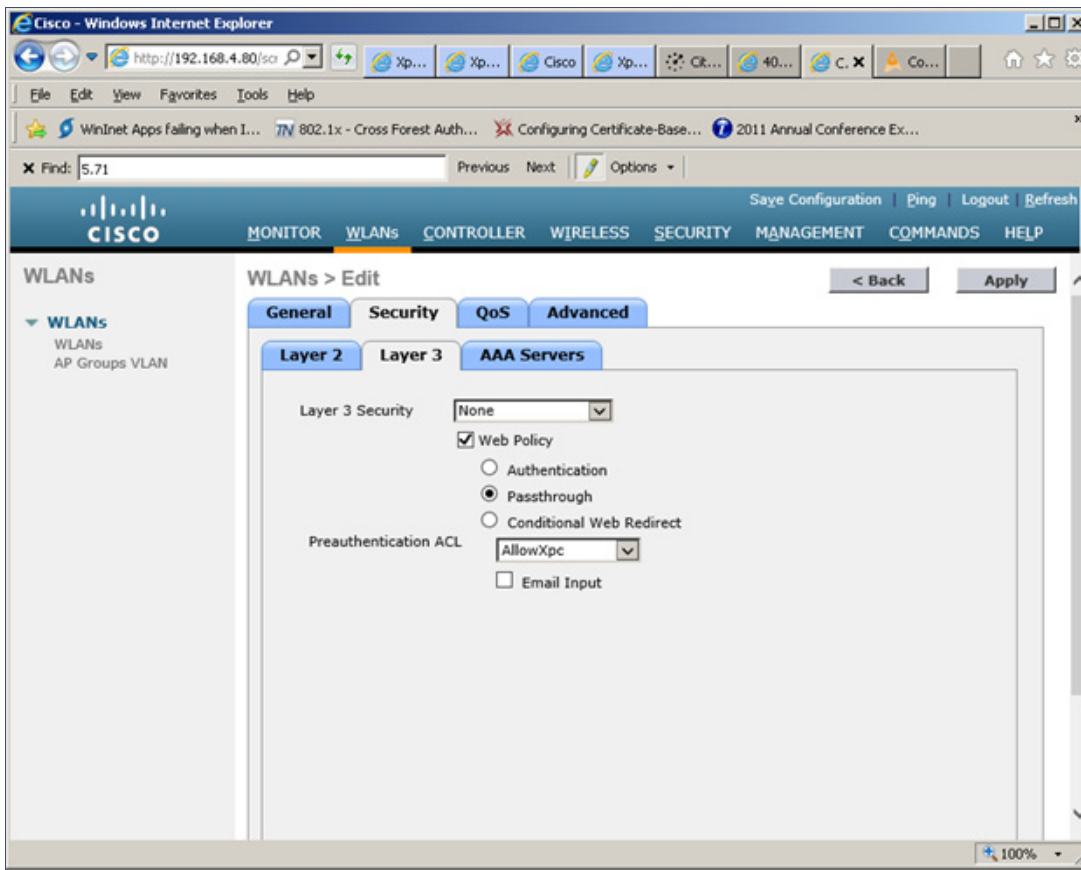 Cisco - Windows Internet Explorer
http://192.168.4.80/scr
Xp... Xp... Cisco Xp... Cit... 40... C. Co...
File Edit View Favorites Tools Help
WinInet Apps failing when I... 802.1x - Cross Forest Auth... Configuring Certificate-Base... 2011 Annual Conference Ex...
Find: 5.71 Previous Next Options
Save Configuration | Ping | Logout | Refresh
CISCO MONITOR WLANs CONTROLLER WIRELESS SECURITY MANAGEMENT COMMANDS HELP
WLANs
WLANs
WLANs
AP Groups VLAN
WLANs > Edit
< Back Apply
General Security QoS Advanced
Layer 2 Layer 3 AAA Servers
Layer 3 Security None
Web Policy
Authentication
Passthrough
Conditional Web Redirect
Preauthentication ACL AllowXpc
Email Input
100%